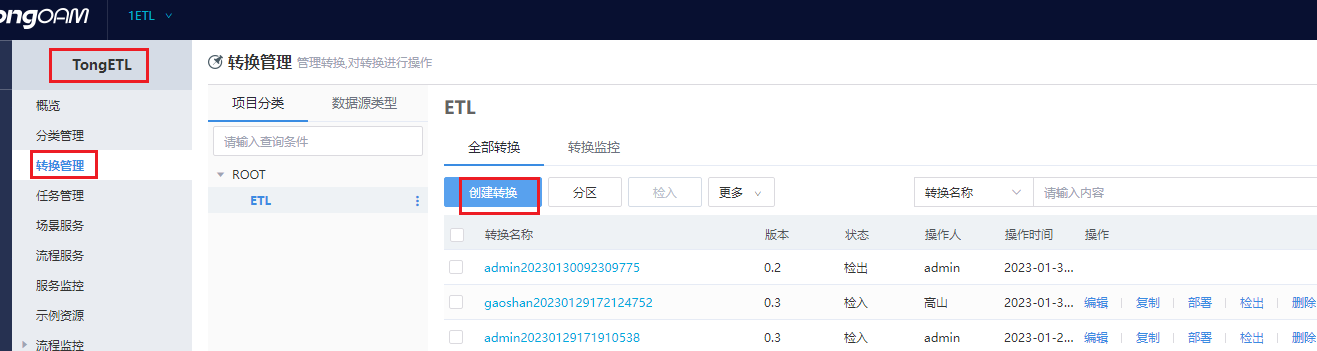 ongOAM 1ETL
TongETL
转换管理 管理转换,对转换进行操作
项目分类 数据源类型
ETL
概览
分类管理
转换管理
任务管理
场景服务
流程服务
服务监控
示例资源
流程监控
请输入查询条件
ROOT
ETL
全部转换 转换监控
创建转换 分区 检入 更多 转换名称 请输入内容
转换名称 版本 状态 操作人 操作时间 操作
admin20230130092309775 0.2 检出 admin 2023-01-3...
gaoshan20230129172124752 0.3 检入 高山 2023-01-3... 编辑 复制 部署 检出 删除
admin20230129171910538 0.3 检入 admin 2023-01-2... 编辑 复制 部署 检出 删除